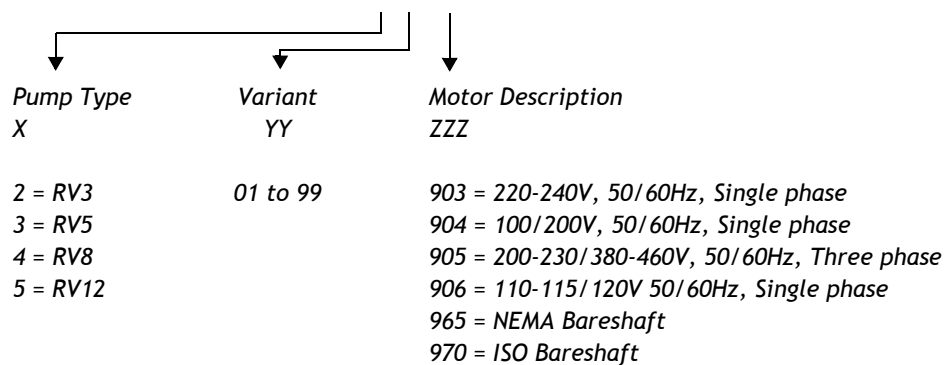 Pump Type Variant Motor Description
X YY ZZZ
2 = RV3 01 to 99 903 = 220-240V, 50/60Hz, Single phase
3 = RV5 904 = 100/200V, 50/60Hz, Single phase
4 = RV8 905 = 200-230/380-460V, 50/60Hz, Three phase
5 = RV12 906 = 110-115/120V 50/60Hz, Single phase
965 = NEMA Bareshaft
970 = ISO Bareshaft